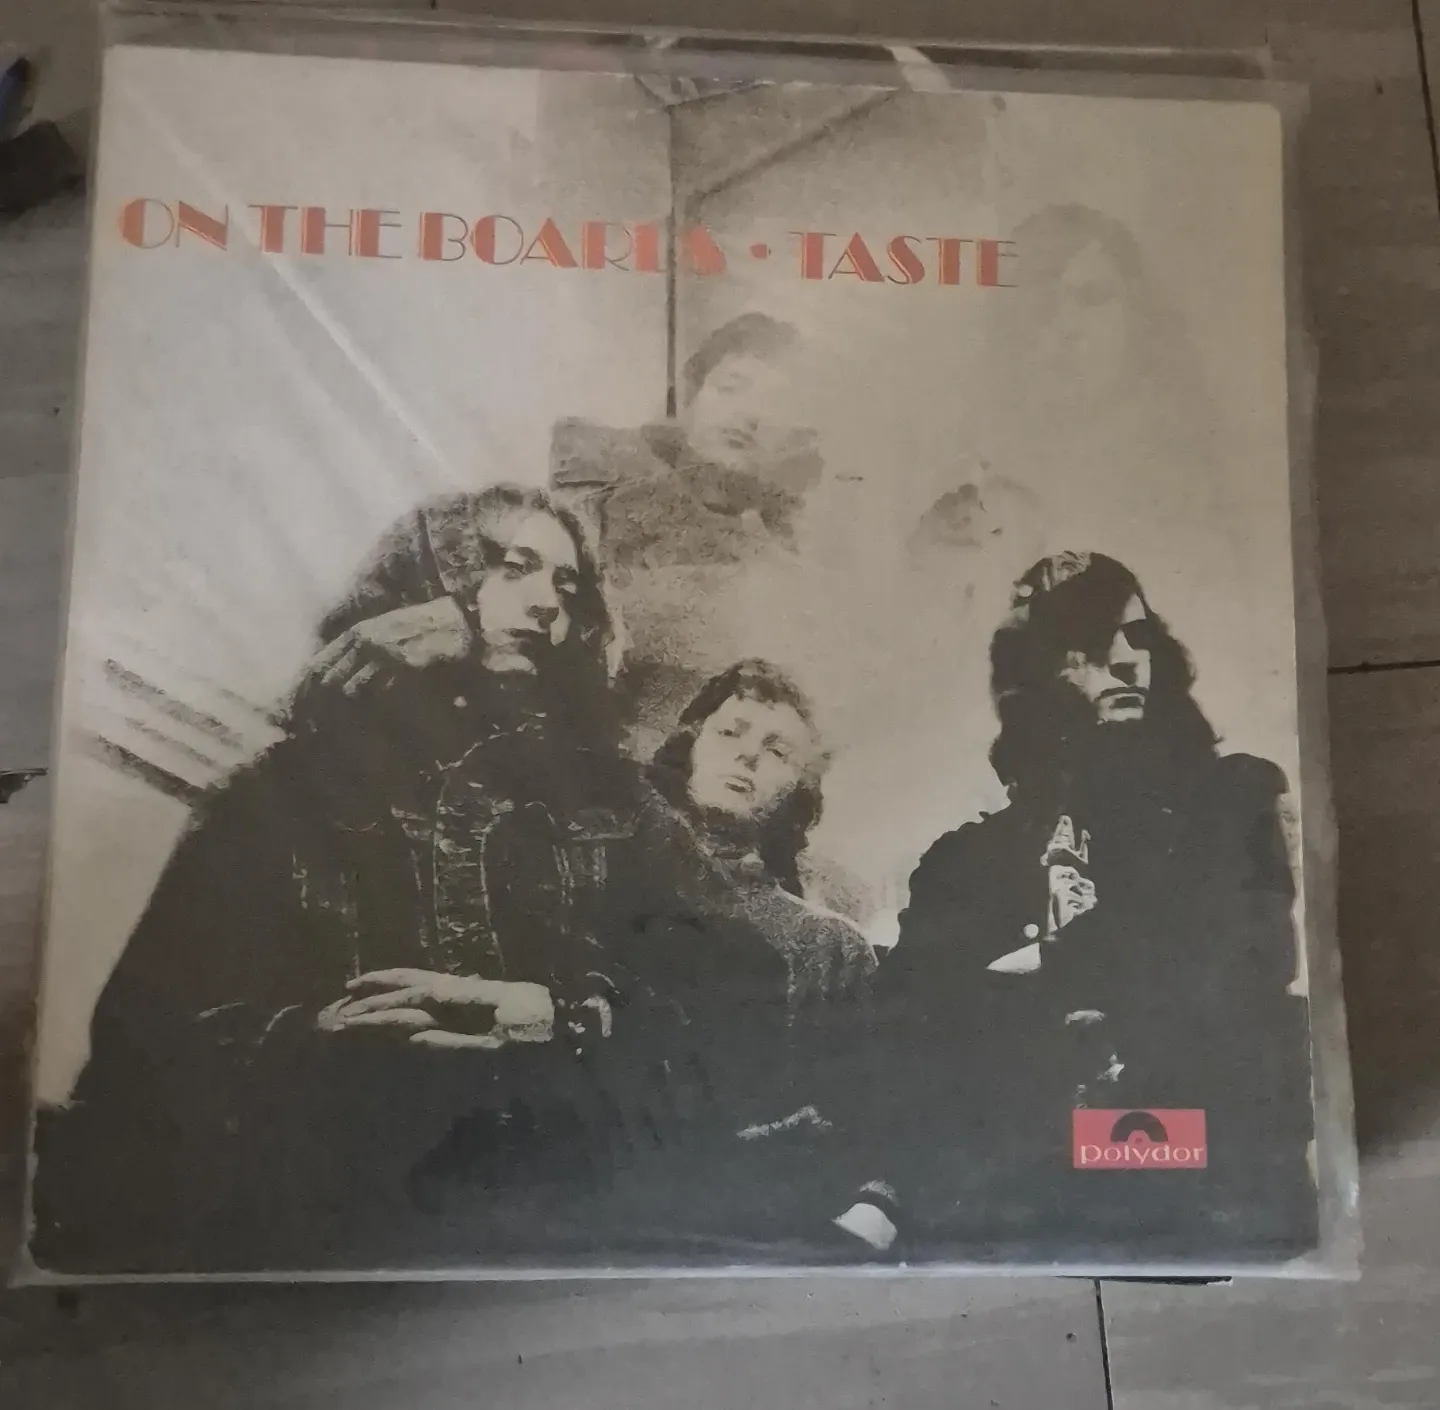 ON THE BOARDS • TASTE
polydor